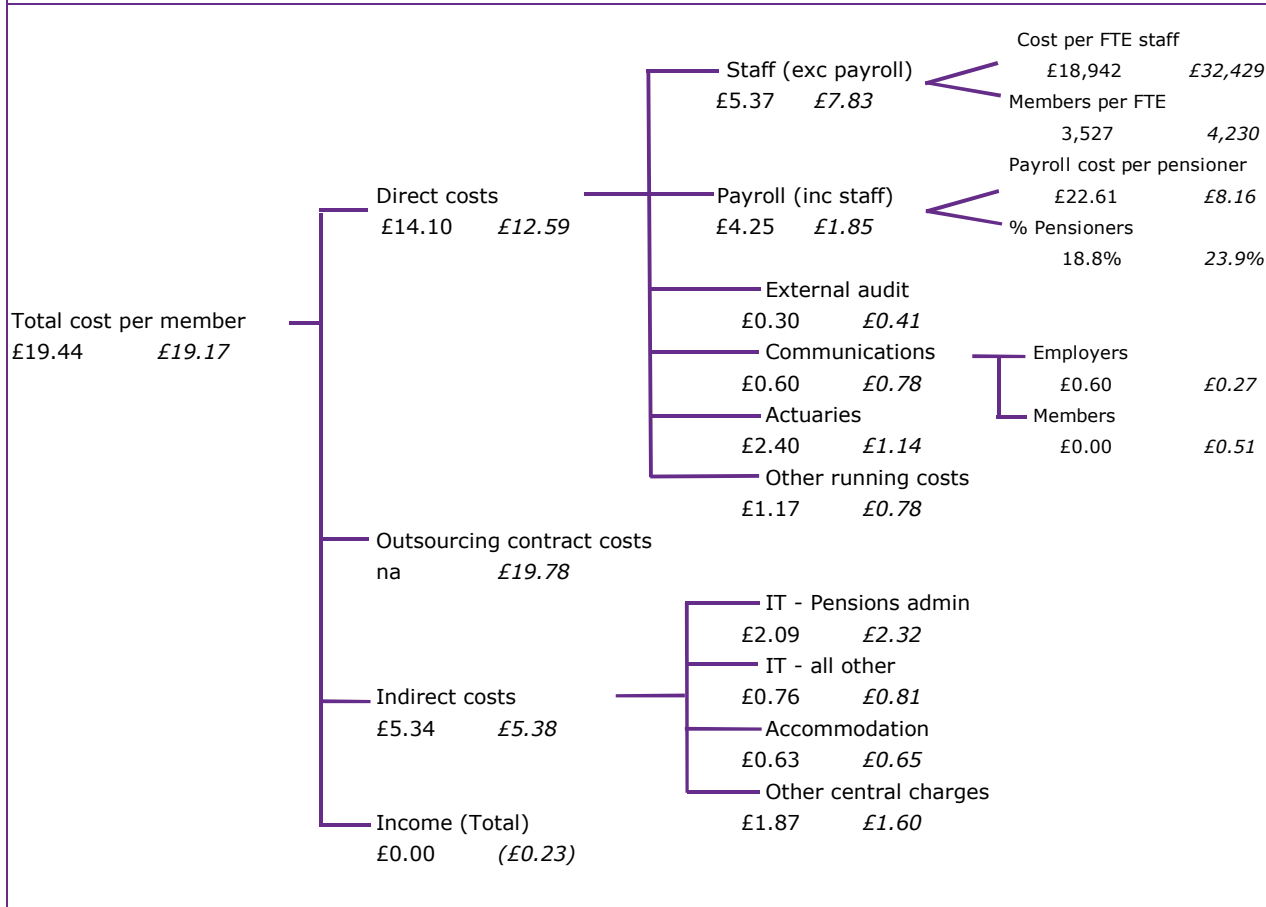 Cost per FTE staff
£18,942 £32,429
Staff (exc payroll)
£5.37 £7.83
Members per FTE
3,527 4,230
Payroll cost per pensioner
£22.61 £8.16
Direct costs
£14.10 £12.59
Payroll (inc staff)
£4.25 £1.85
% Pensioners
18.8% 23.9%
External audit
£0.30 £0.41
Total cost per member
£19.44 £19.17
Communications
£0.60 £0.78
Employers
£0.60 £0.27
Members
£0.00 £0.51
Actuaries
£2.40 £1.14
Other running costs
£1.17 £0.78
Outsourcing contract costs
na £19.78
IT - Pensions admin
£2.09 £2.32
IT - all other
£0.76 £0.81
Indirect costs
£5.34 £5.38
Accommodation
£0.63 £0.65
Other central charges
£1.87 £1.60
Income (Total)
£0.00 (£0.23)